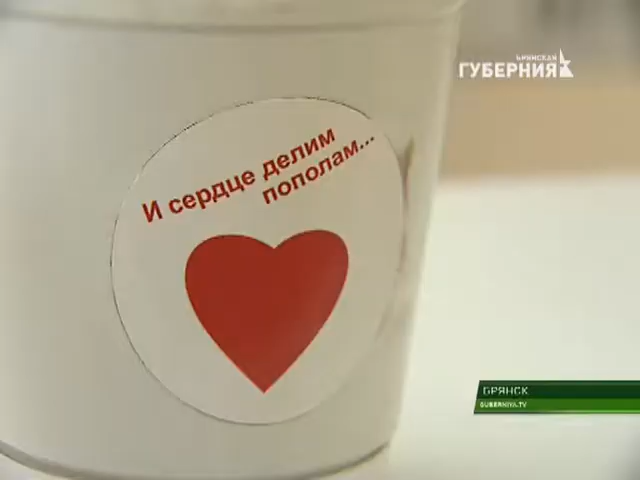 БРЯНСКАЯ
ГУБЕРНИЯ
И сердце делим
пополам...
БРЯНСК
GUBERNIYA.TV